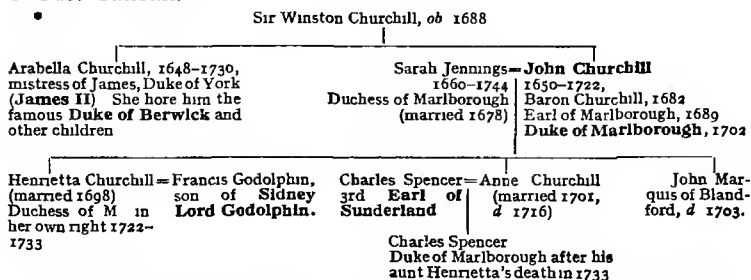 Sir Winston Churchill, ob 1688
Arabella Churchill, 1648-1730,
mistress of James, Duke of York
(James II) She hore him the
famous Duke of Berwick and
other children
Sarah Jennings=
1660-1744
Duchess of Marlborough
(married 1678)
John Churchill
1650-1722,
Baron Churchill, 1682
Earl of Marlborough, 1689
Duke of Marlborough, 1702
Henrietta Churchill=
(married 1698)
Duchess of M in
her own right 1722-
1733
Francis Godolphin,
son of Sidney
Lord Godolphin.
Charles Spencer=
3rd Earl of
Sunderland
Anne Churchill
(married 1701,
d 1716)
John Mar-
quis of Bland-
ford, d 1703.
Charles Spencer
Duke of Marlborough after his
aunt Henrietta's death in 1733